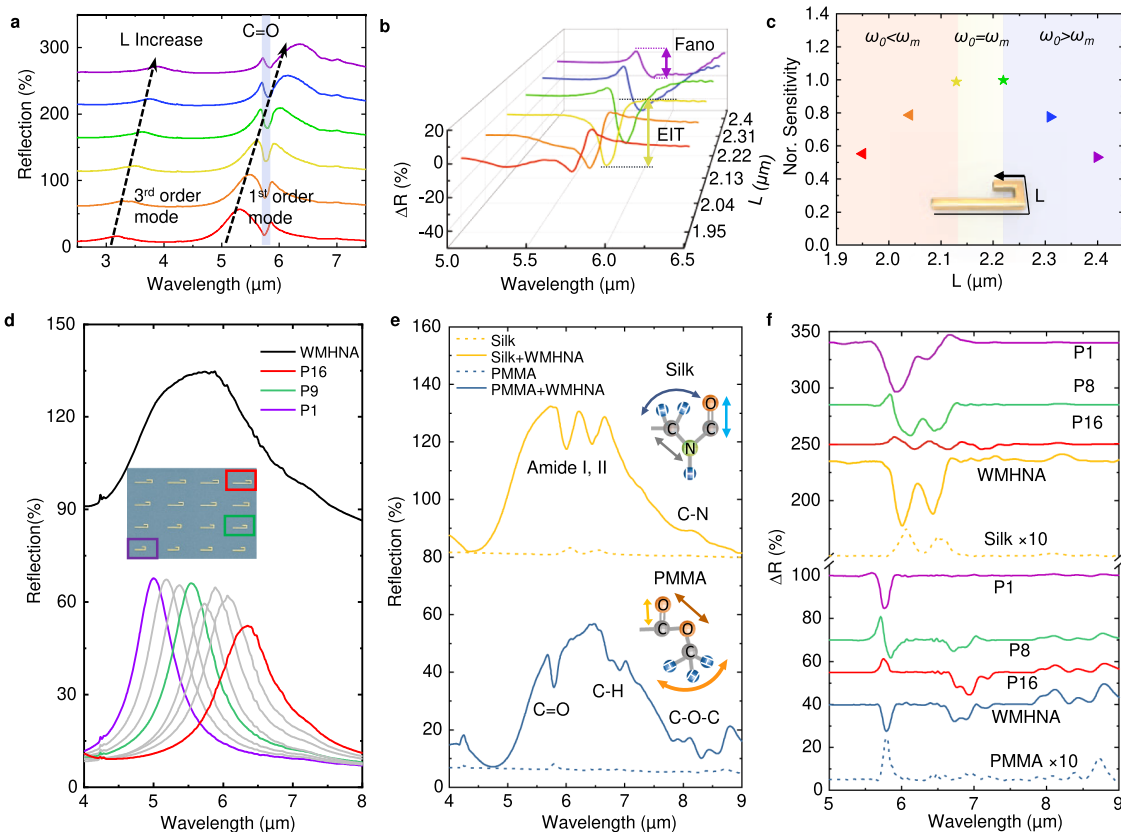 a
L Increase
C=O
3rd order
mode
1st order
mode
Reflection (%)
300
200
100
0
3 4 5 6 7
Wavelength (µm)
b
Fano
EIT
ΔR (%)
20
0
-20
-40
5.0 5.5 6.0 6.5
Wavelength (µm)
2.4
2.31
2.22
2.13
2.04
1.95
L (µm)
c
ω0<ωm ω0=ωm ω0>ωm
Nor. Sensitivity
1.4
1.2
1.0
0.8
0.6
0.4
0.2
0.0
L
1.9 2.0 2.1 2.2 2.3 2.4
L (µm)
d
WMHNA
P16
P9
P1
Reflection(%)
150
120
90
60
30
0
4 5 6 7 8
Wavelength (µm)
e
Silk
Silk+WMHNA
PMMA
PMMA+WMHNA
Silk
O
C C
N
H H
H
Amide I, II
C-N
PMMA
O
C O
C
H H H
C=O
C-H
C-O-C
Reflection(%)
160
140
120
100
80
60
40
20
0
4 5 6 7 8 9
Wavelength (µm)
f
P1
P8
P16
WMHNA
Silk ×10
P1
P8
P16
WMHNA
PMMA ×10
ΔR (%)
350
300
250
200
100
80
60
40
20
0
5 6 7 8 9
Wavelength (µm)